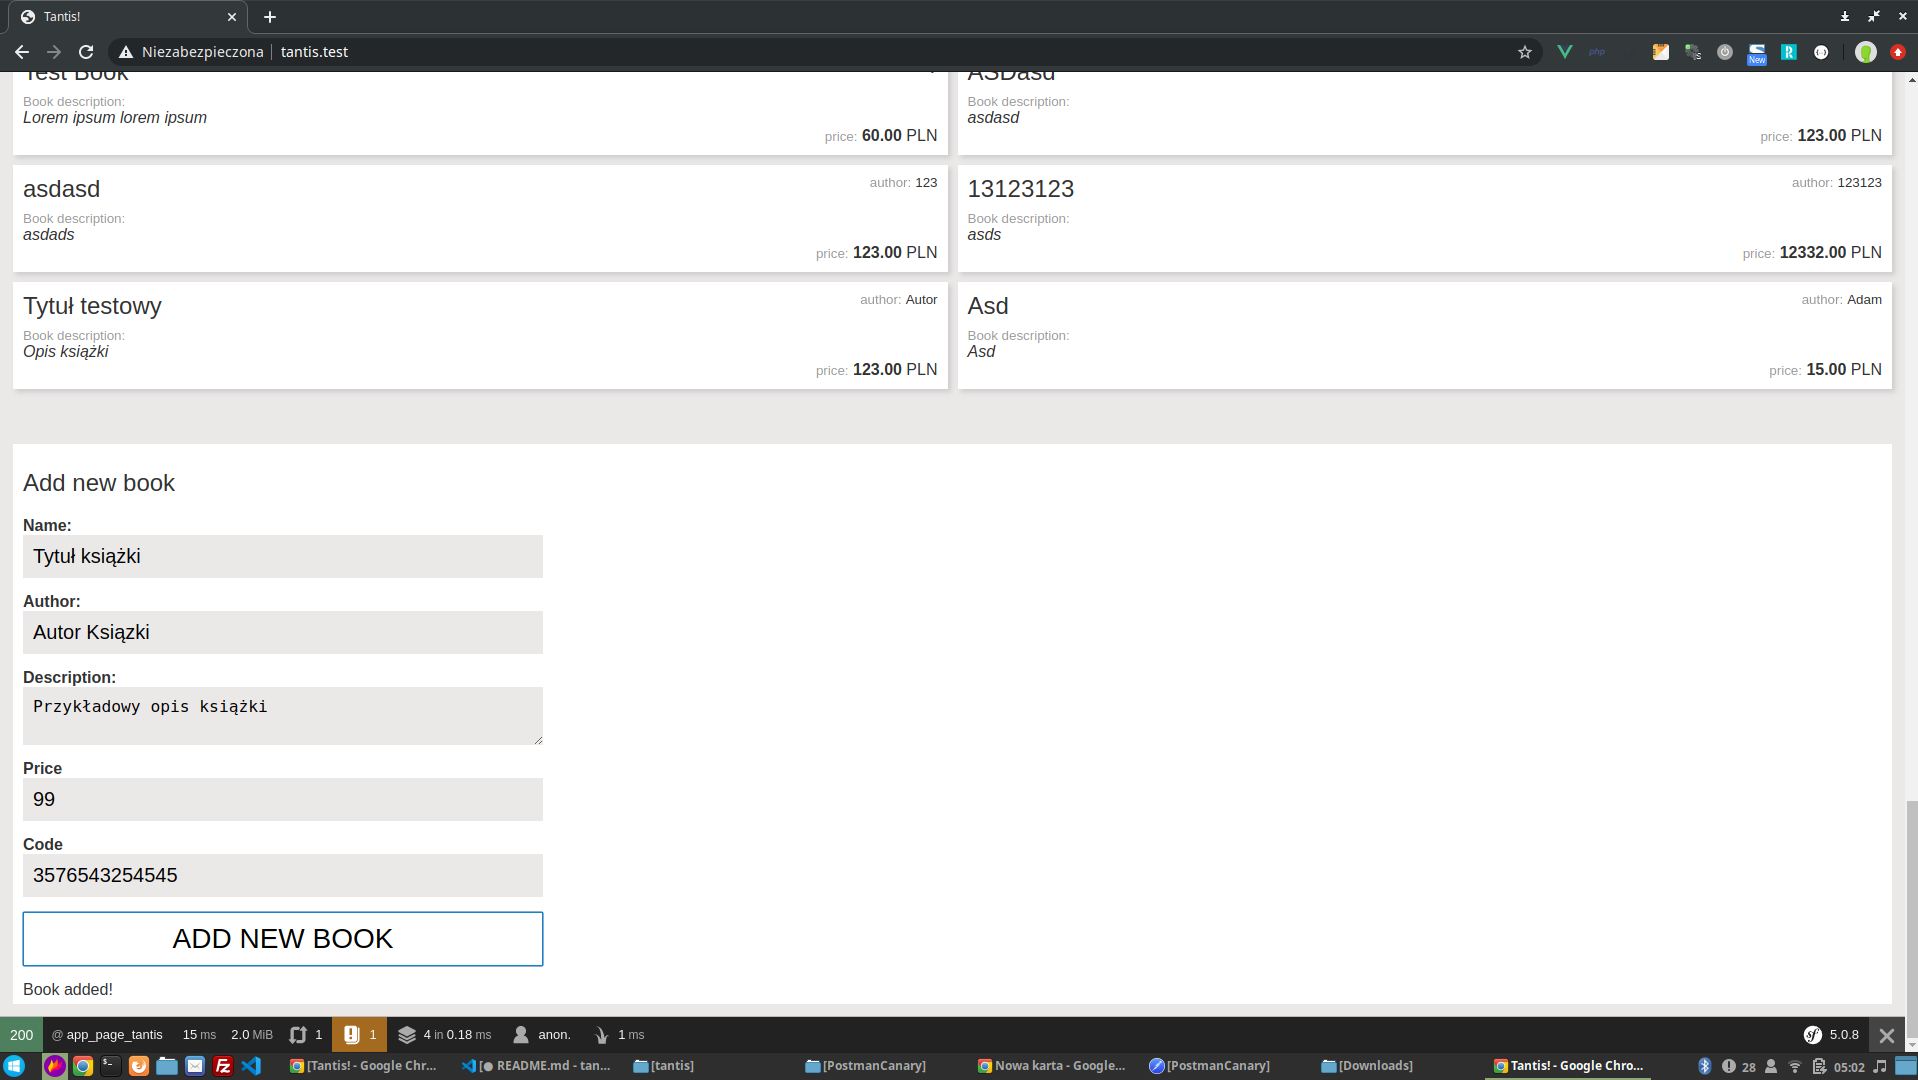 Tantis!
Niezabezpieczona tantis.test
New
Test Book
ASDasd
Book description:
Lorem ipsum lorem ipsum
price: 60.00 PLN
Book description:
asdasd
price: 123.00 PLN
asdasd
author: 123
Book description:
asdads
price: 123.00 PLN
13123123
author: 123123
Book description:
asds
price: 12332.00 PLN
Tytuł testowy
author: Autor
Book description:
Opis książki
price: 123.00 PLN
Asd
author: Adam
Book description:
Asd
price: 15.00 PLN
Add new book
Name:
Tytuł książki
Author:
Autor Ksiązki
Description:
Przykładowy opis książki
Price
99
Code
3576543254545
ADD NEW BOOK
Book added!
200 @ app_page_tantis 15 ms 2.0 MiB 1 1 4 in 0.18 ms anon. 1 ms 5.0.8
[Tantis! - Google Chr... [● README.md - tan... [tantis] [PostmanCanary] Nowa karta - Google... [PostmanCanary] [Downloads] Tantis! - Google Chro... 28 05:02